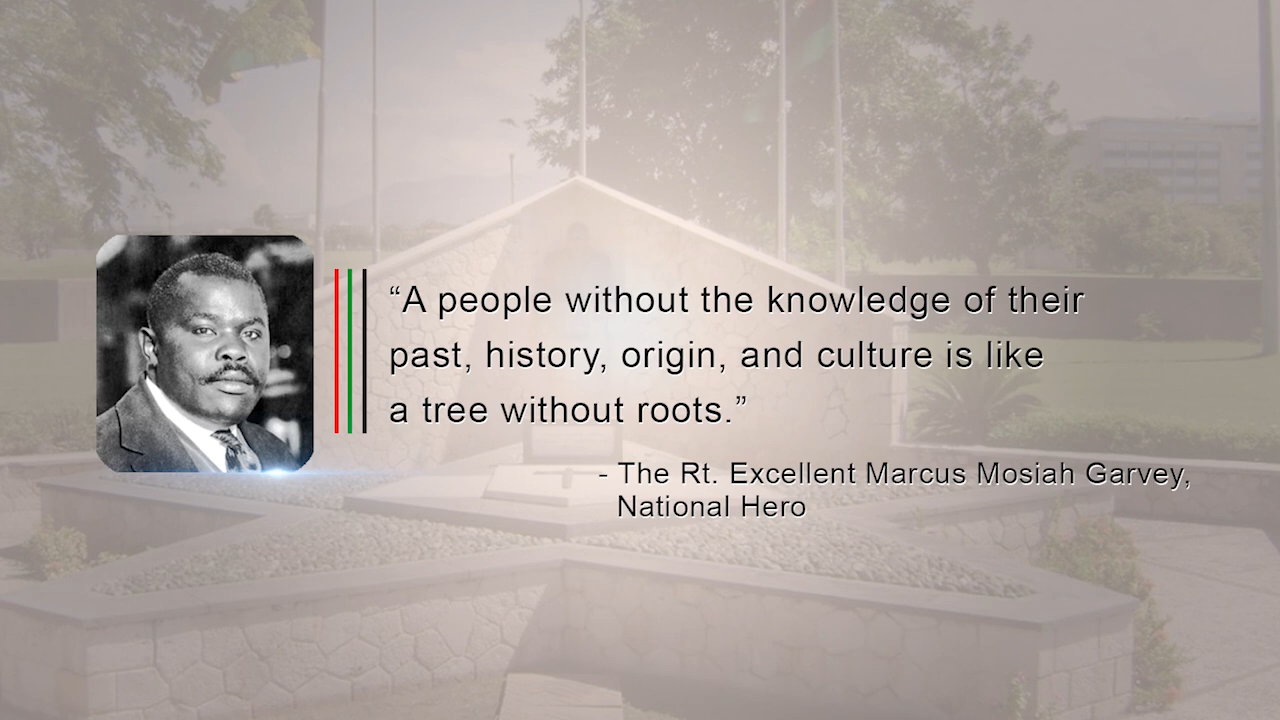 “A people without the knowledge of their
past, history, origin, and culture is like
a tree without roots.”
- The Rt. Excellent Marcus Mosiah Garvey,
National Hero